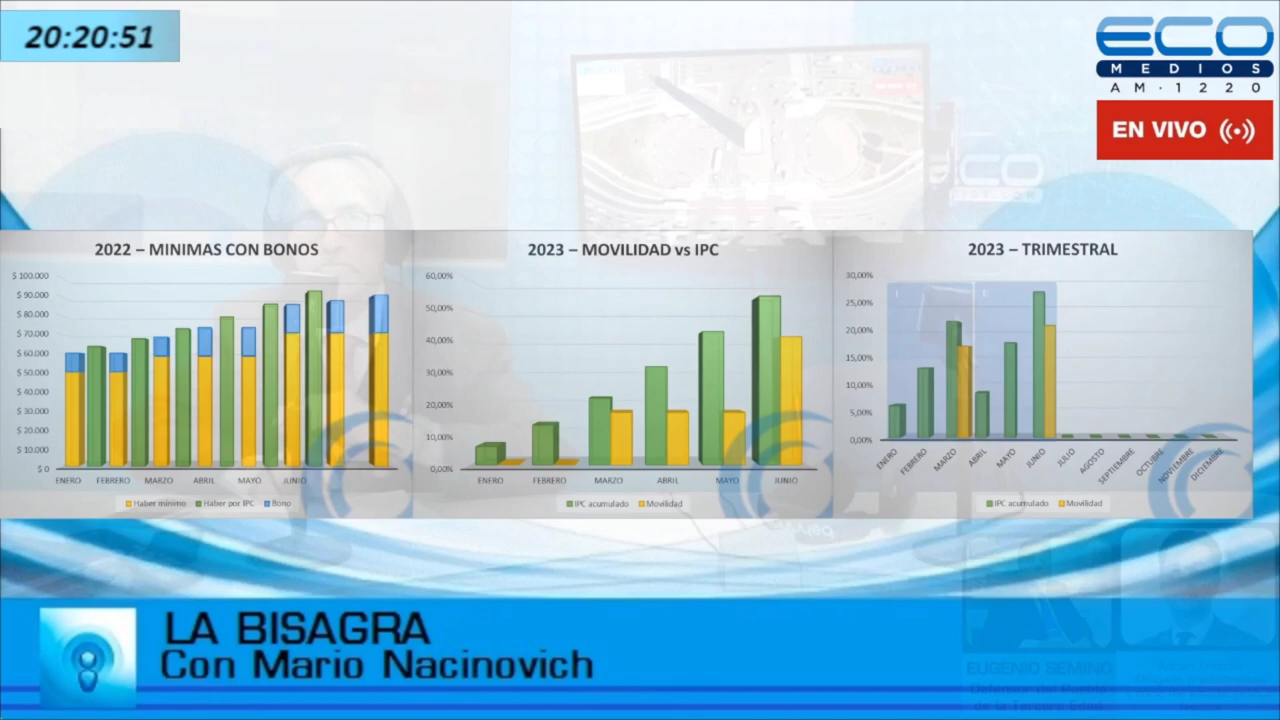 20:20:51
ECO
MEDIOS
AM·1220
EN VIVO
2022 – MINIMAS CON BONOS
$ 100.000
$ 90.000
$ 80.000
$ 70.000
$ 60.000
$ 50.000
$ 40.000
$ 30.000
$ 20.000
$ 10.000
$ 0
ENERO FEBRERO MARZO ABRIL MAYO JUNIO
Haber minimo Haber por IPC Bono
2023 – MOVILIDAD vs IPC
60,00%
50,00%
40,00%
30,00%
20,00%
10,00%
0,00%
ENERO FEBRERO MARZO ABRIL MAYO JUNIO
IPC acumulado Movilidad
2023 – TRIMESTRAL
30,00%
25,00%
20,00%
15,00%
10,00%
5,00%
0,00%
I II
ENERO FEBRERO MARZO ABRIL MAYO JUNIO JULIO AGOSTO SEPTIEMBRE OCTUBRE NOVIEMBRE DICIEMBRE
IPC acumulado Movilidad
LA BISAGRA
Con Mario Nacinovich
EUGENIO SEMINO
Defensor del Pueblo
de la Tercera Edad